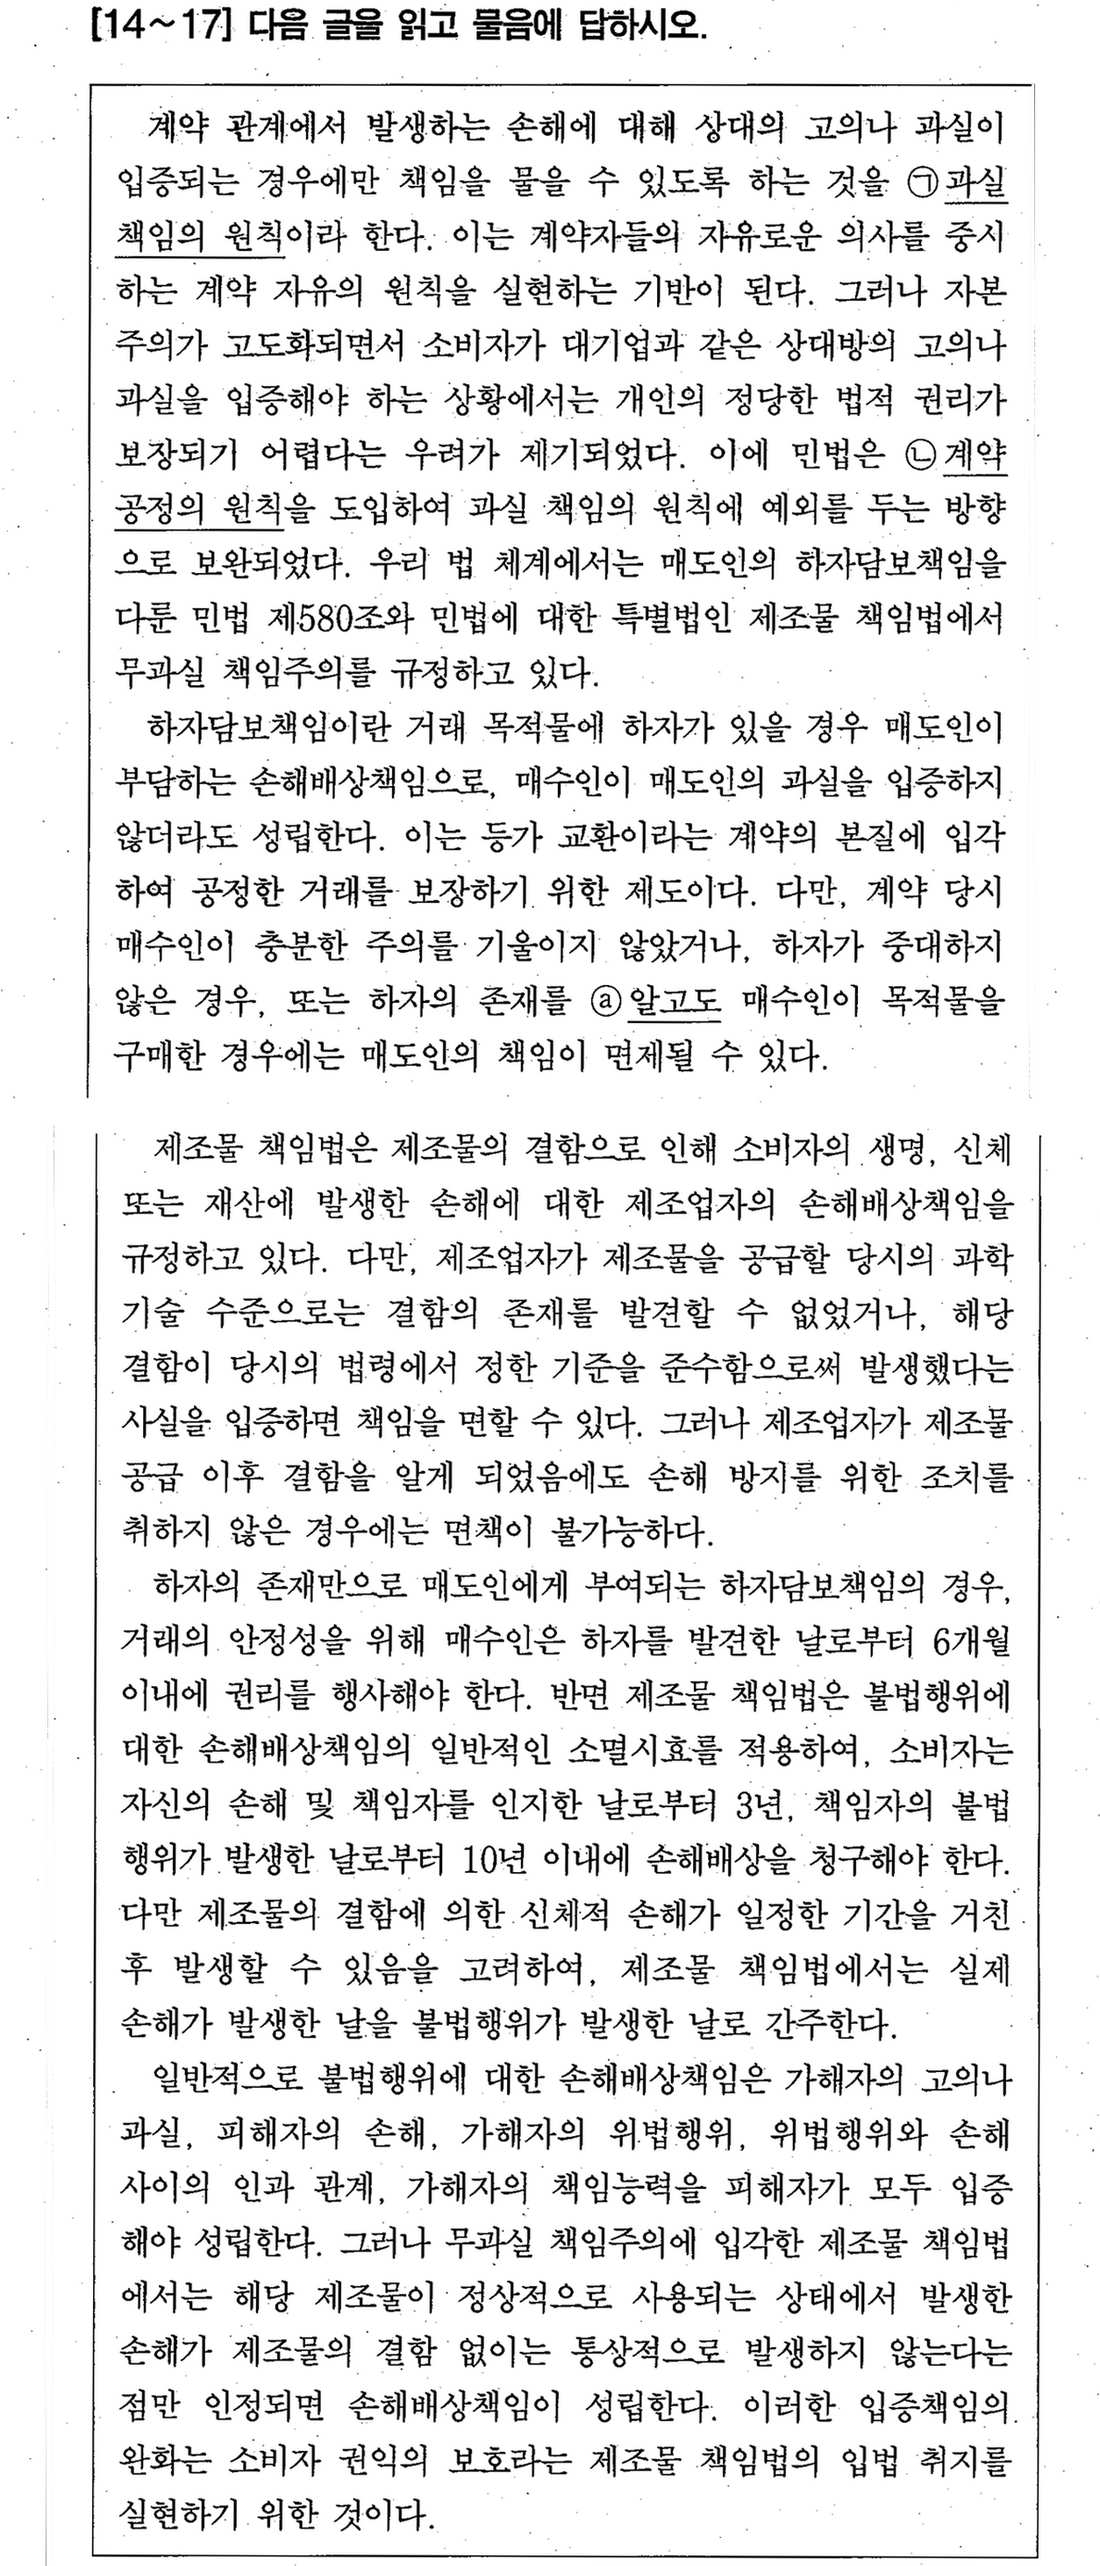 [14~17] 다음 글을 읽고 물음에 답하시오.
계약 관계에서 발생하는 손해에 대해 상대의 고의나 과실이
입증되는 경우에만 책임을 물을 수 있도록 하는 것을 ㉠과실
책임의 원칙이라 한다. 이는 계약자들의 자유로운 의사를 중시
하는 계약 자유의 원칙을 실현하는 기반이 된다. 그러나 자본
주의가 고도화되면서 소비자가 대기업과 같은 상대방의 고의나
과실을 입증해야 하는 상황에서는 개인의 정당한 법적 권리가
보장되기 어렵다는 우려가 제기되었다. 이에 민법은 ㉡계약
공정의 원칙을 도입하여 과실 책임의 원칙에 예외를 두는 방향
으로 보완되었다. 우리 법 체계에서는 매도인의 하자담보책임을
다룬 민법 제580조와 민법에 대한 특별법인 제조물 책임법에서
무과실 책임주의를 규정하고 있다.
하자담보책임이란 거래 목적물에 하자가 있을 경우 매도인이
부담하는 손해배상책임으로, 매수인이 매도인의 과실을 입증하지
않더라도 성립한다. 이는 등가 교환이라는 계약의 본질에 입각
하여 공정한 거래를 보장하기 위한 제도이다. 다만, 계약 당시
매수인이 충분한 주의를 기울이지 않았거나, 하자가 중대하지
않은 경우, 또는 하자의 존재를 ⓐ알고도 매수인이 목적물을
구매한 경우에는 매도인의 책임이 면제될 수 있다.
제조물 책임법은 제조물의 결함으로 인해 소비자의 생명, 신체
또는 재산에 발생한 손해에 대한 제조업자의 손해배상책임을
규정하고 있다. 다만, 제조업자가 제조물을 공급할 당시의 과학
기술 수준으로는 결함의 존재를 발견할 수 없었거나, 해당
결함이 당시의 법령에서 정한 기준을 준수함으로써 발생했다는
사실을 입증하면 책임을 면할 수 있다. 그러나 제조업자가 제조물
공급 이후 결함을 알게 되었음에도 손해 방지를 위한 조치를
취하지 않은 경우에는 면책이 불가능하다.
하자의 존재만으로 매도인에게 부여되는 하자담보책임의 경우,
거래의 안정성을 위해 매수인은 하자를 발견한 날로부터 6개월
이내에 권리를 행사해야 한다. 반면 제조물 책임법은 불법행위에
대한 손해배상책임의 일반적인 소멸시효를 적용하여, 소비자는
자신의 손해 및 책임자를 인지한 날로부터 3년, 책임자의 불법
행위가 발생한 날로부터 10년 이내에 손해배상을 청구해야 한다.
다만 제조물의 결함에 의한 신체적 손해가 일정한 기간을 거친
후 발생할 수 있음을 고려하여, 제조물 책임법에서는 실제
손해가 발생한 날을 불법행위가 발생한 날로 간주한다.
일반적으로 불법행위에 대한 손해배상책임은 가해자의 고의나
과실, 피해자의 손해, 가해자의 위법행위, 위법행위와 손해
사이의 인과 관계, 가해자의 책임능력을 피해자가 모두 입증
해야 성립한다. 그러나 무과실 책임주의에 입각한 제조물 책임법
에서는 해당 제조물이 정상적으로 사용되는 상태에서 발생한
손해가 제조물의 결함 없이는 통상적으로 발생하지 않는다는
점만 인정되면 손해배상책임이 성립한다. 이러한 입증책임의
완화는 소비자 권익의 보호라는 제조물 책임법의 입법 취지를
실현하기 위한 것이다.